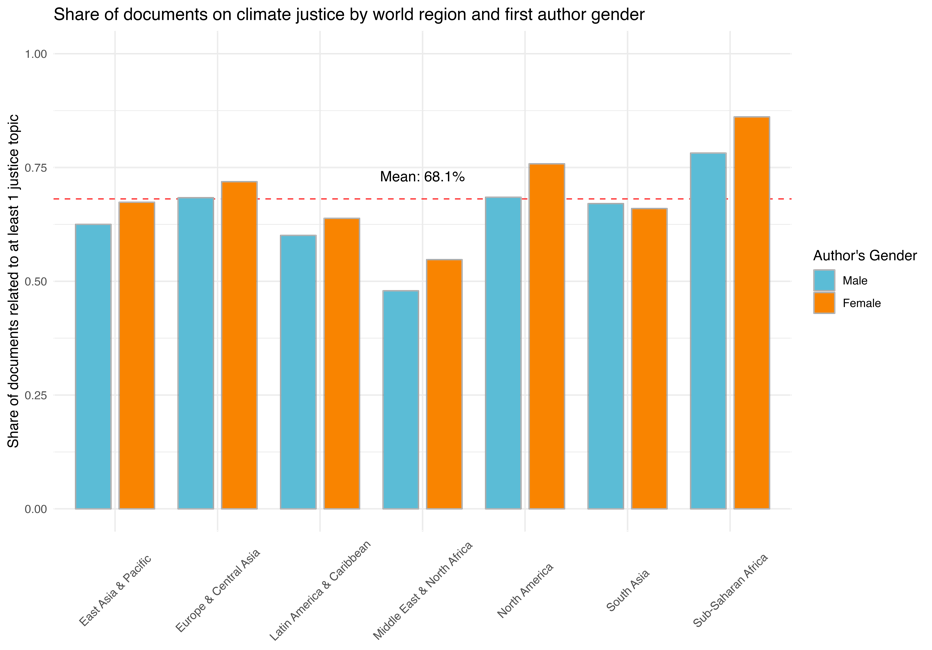 Share of documents on climate justice by world region and first author gender
Share of documents related to at least 1 justice topic
1.00
0.75
0.50
0.25
0.00
Mean: 68.1%
East Asia & Pacific
Europe & Central Asia
Latin America & Caribbean
Middle East & North Africa
North America
South Asia
Sub-Saharan Africa
Author's Gender
Male
Female